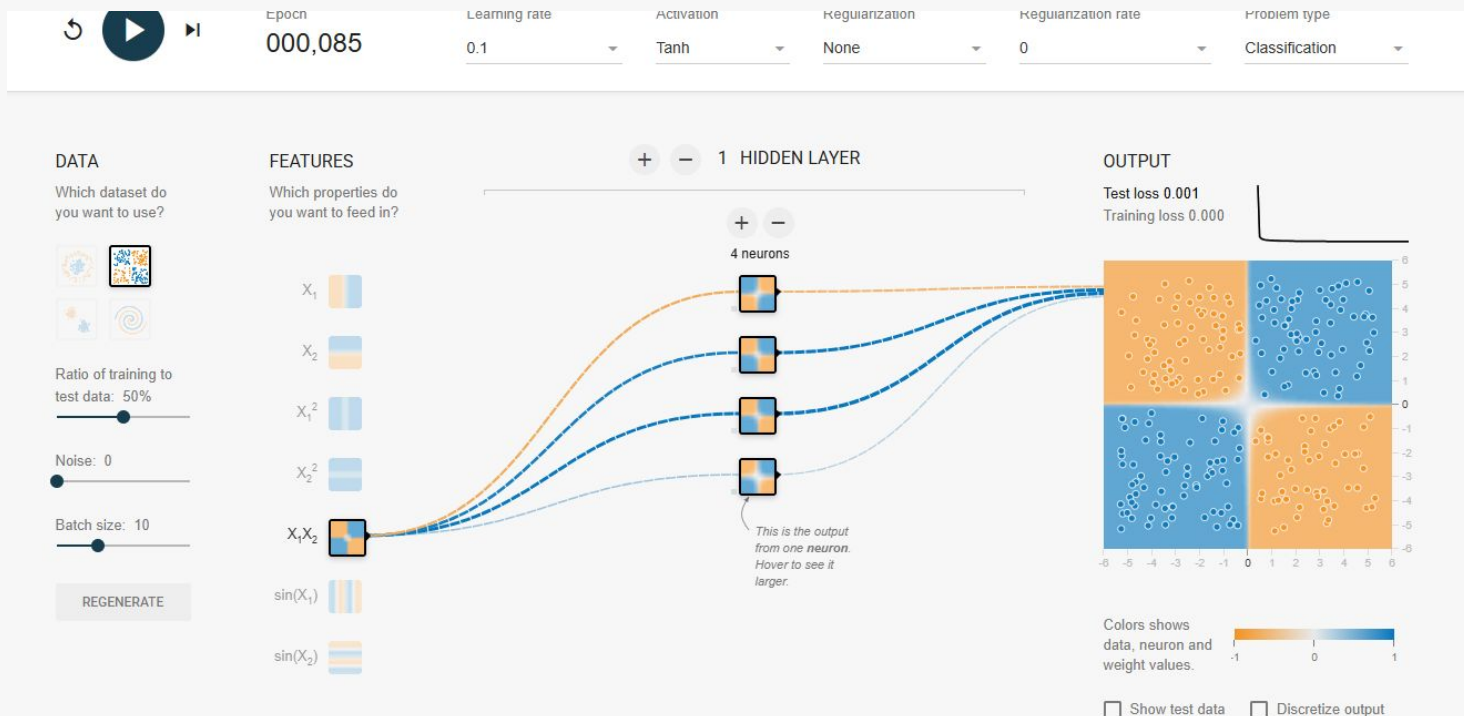 Epoch
000,085
Learning rate
0.1
Activation
Tanh
Regularization
None
Regularization rate
0
Problem type
Classification
DATA
Which dataset do
you want to use?
Ratio of training to
test data: 50%
Noise: 0
Batch size: 10
REGENERATE
FEATURES
Which properties do
you want to feed in?
X₁
X₂
X₁²
X₂²
X₁X₂
sin(X₁)
sin(X₂)
+ − 1 HIDDEN LAYER
+ −
4 neurons
This is the output
from one neuron.
Hover to see it
larger.
OUTPUT
Test loss 0.001
Training loss 0.000
6
5
4
3
2
1
0
-1
-2
-3
-4
-5
-6
-6 -5 -4 -3 -2 -1 0 1 2 3 4 5 6
Colors shows
data, neuron and
weight values.
-1 0 1
Show test data
Discretize output